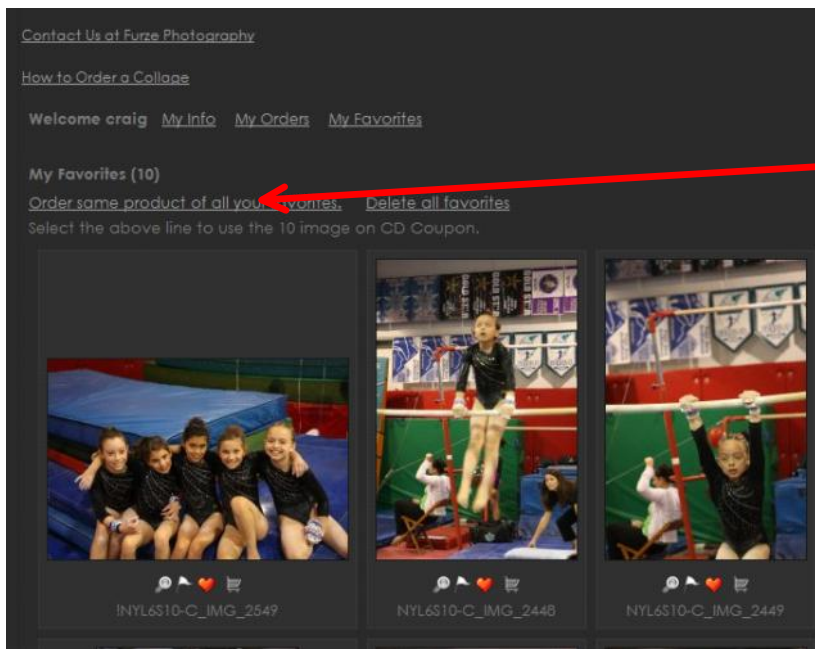 Contact Us at Furze Photography
How to Order a Collage
Welcome craig My Info My Orders My Favorites
My Favorites (10)
Order same product of all your favorites. Delete all favorites
Select the above line to use the 10 image on CD Coupon.
!NYL6S10-C_IMG_2549 NYL6S10-C_IMG_2448 NYL6S10-C_IMG_2449